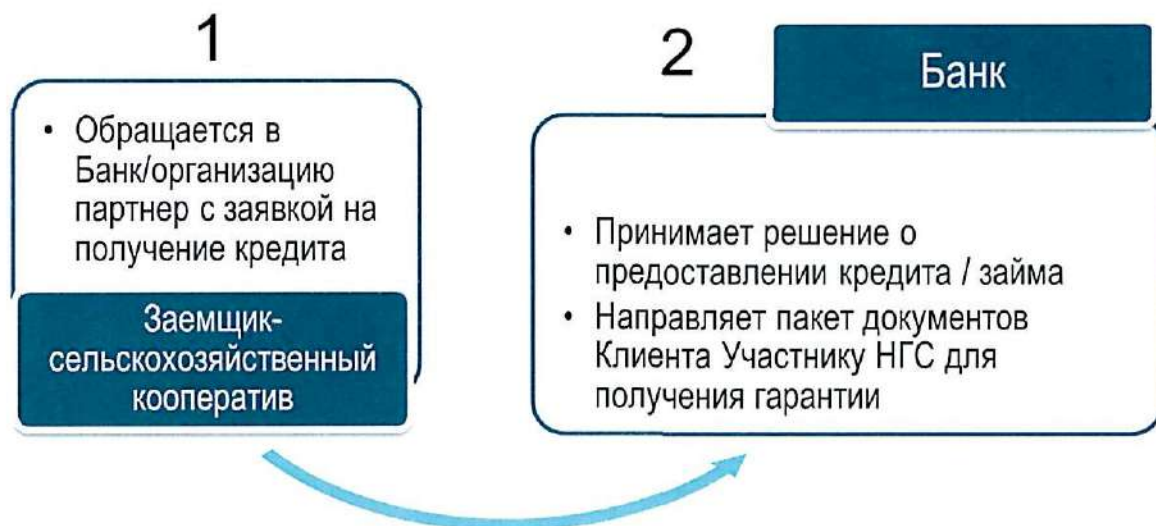 1
• Обращается в
Банк/организацию
партнер с заявкой на
получение кредита
Заемщик-
сельскохозяйственный
кооператив
2
Банк
• Принимает решение о
предоставлении кредита / займа
• Направляет пакет документов
Клиента Участнику НГС для
получения гарантии